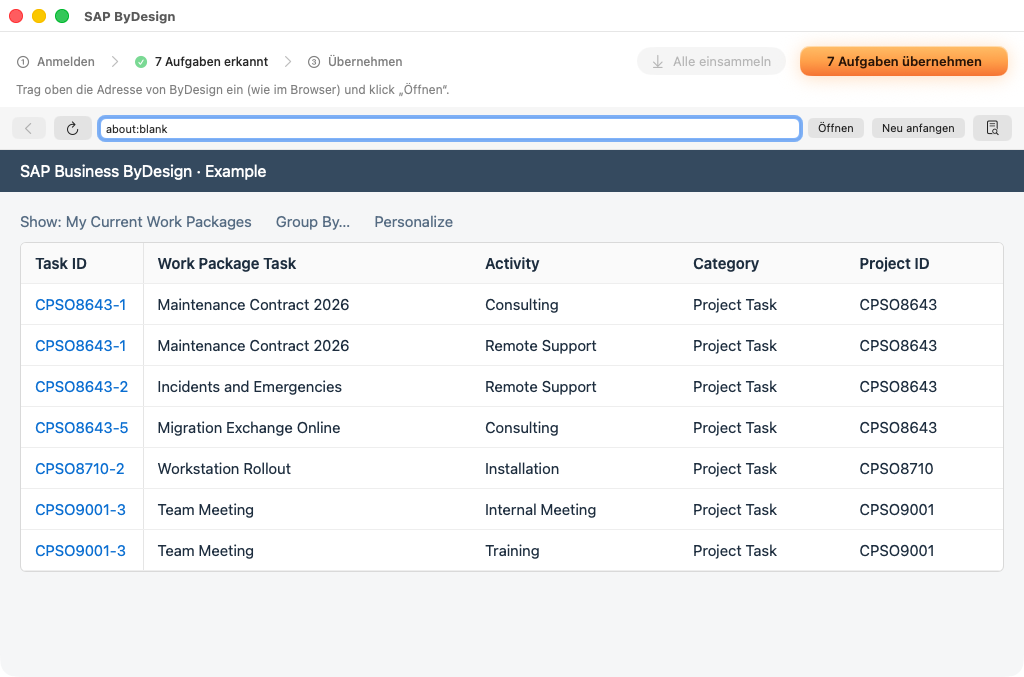 SAP ByDesign
1 Anmelden 7 Aufgaben erkannt 3 Übernehmen Alle einsammeln 7 Aufgaben übernehmen
Trag oben die Adresse von ByDesign ein (wie im Browser) und klick „Öffnen“.
about:blank Öffnen Neu anfangen
SAP Business ByDesign · Example
Show: My Current Work Packages Group By... Personalize
Task ID Work Package Task Activity Category Project ID
CPSO8643-1 Maintenance Contract 2026 Consulting Project Task CPSO8643
CPSO8643-1 Maintenance Contract 2026 Remote Support Project Task CPSO8643
CPSO8643-2 Incidents and Emergencies Remote Support Project Task CPSO8643
CPSO8643-5 Migration Exchange Online Consulting Project Task CPSO8643
CPSO8710-2 Workstation Rollout Installation Project Task CPSO8710
CPSO9001-3 Team Meeting Internal Meeting Project Task CPSO9001
CPSO9001-3 Team Meeting Training Project Task CPSO9001